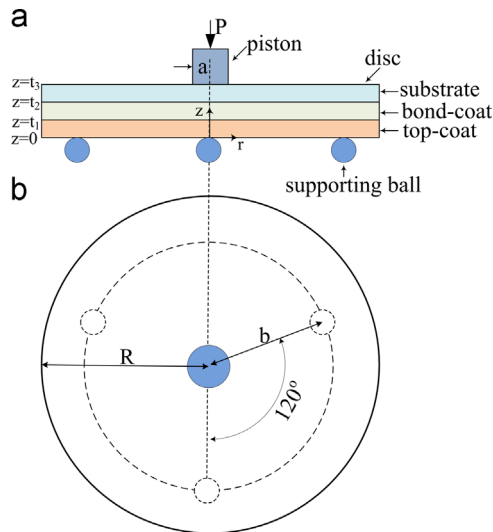 a
P
piston
a
disc
z=t₃
substrate
z=t₂
bond-coat
z=t₁
z
top-coat
z=0
r
supporting ball
b
b
R
120°